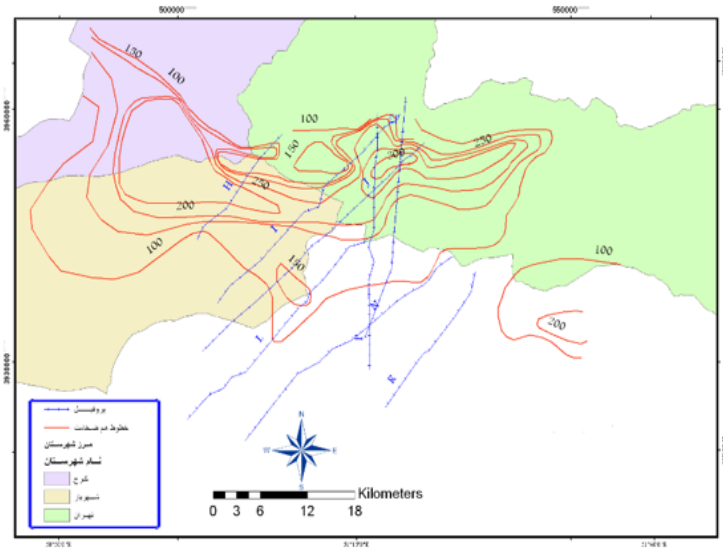 500000 550000
150
100
100
150
250
300
250
200
100
150
100
200
H
I
L
N
پروفیل
خطوط هم ضخامت
مرز شهرستان
نام شهرستان
کرج
شهریار
تهران
N
W E
S
Kilometers
0 3 6 12 18